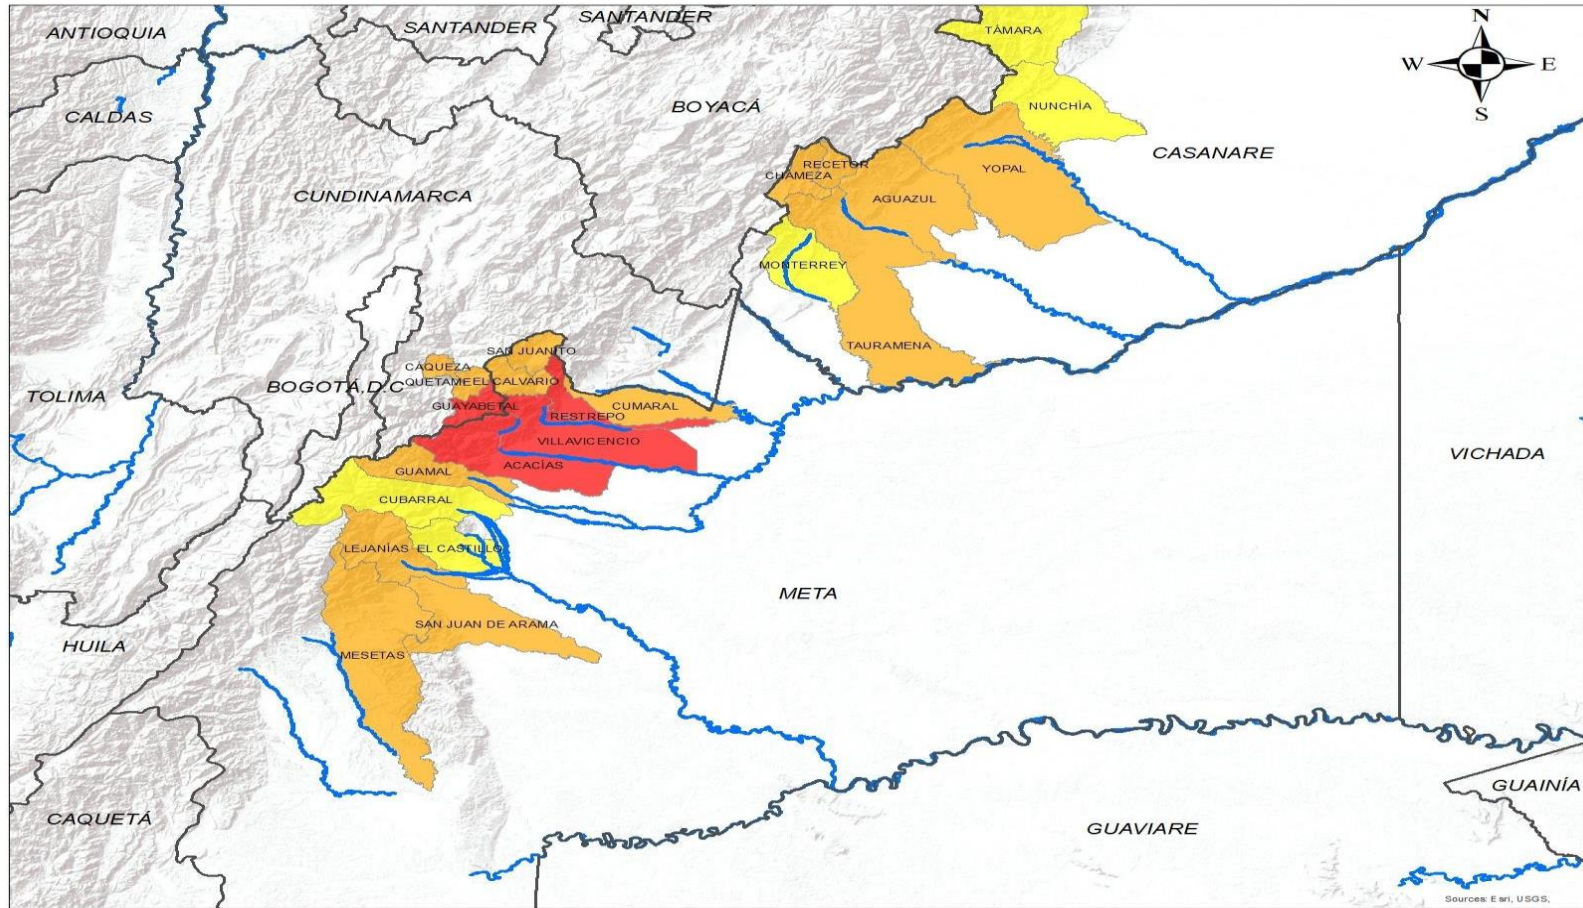 SANTANDER
SANTANDER
ANTIOQUIA
TÁMARA
N
W
E
S
BOYACÁ
NUNCHÍA
CALDAS
CASANARE
RECETOR
YOPAL
CHÁMEZA
CUNDINAMARCA
AGUAZUL
MONTERREY
TAURAMENA
SAN JUANITO
CÁQUEZA
QUETAME
EL CALVARIO
BOGOTÁ, D.C
TOLIMA
GUAYABETAL
CUMARAL
RESTREPO
VILLAVICENCIO
VICHADA
ACACÍAS
GUAMAL
CUBARRAL
LEJANÍAS
EL CASTILLO
META
SAN JUAN DE ARAMA
HUILA
MESETAS
GUAINÍA
CAQUETÁ
GUAVIARE
Sources: Esri, USGS,